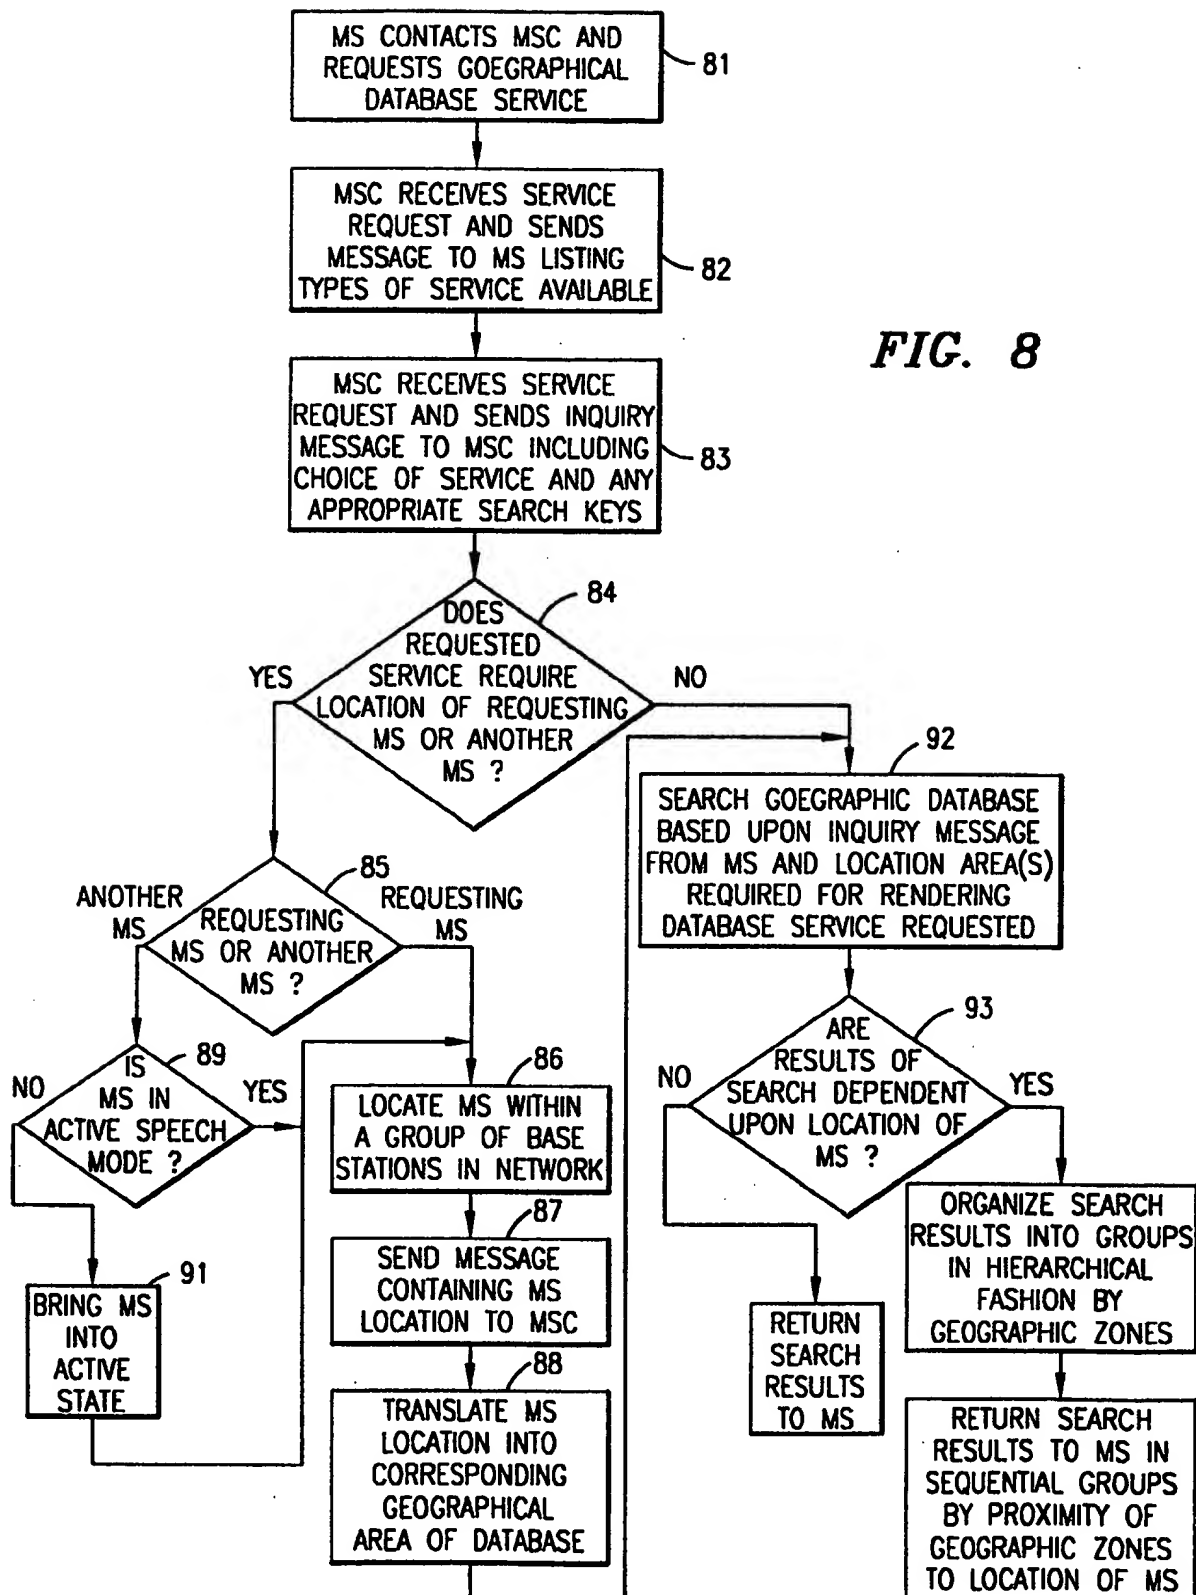 MS CONTACTS MSC AND
REQUESTS GOEGRAPHICAL
DATABASE SERVICE
81
MSC RECEIVES SERVICE
REQUEST AND SENDS
MESSAGE TO MS LISTING
TYPES OF SERVICE AVAILABLE
82
FIG. 8
MSC RECEIVES SERVICE
REQUEST AND SENDS INQUIRY
MESSAGE TO MSC INCLUDING
CHOICE OF SERVICE AND ANY
APPROPRIATE SEARCH KEYS
83
84
DOES
REQUESTED
SERVICE REQUIRE
LOCATION OF REQUESTING
MS OR ANOTHER
MS ?
YES
NO
85
ANOTHER
MS
REQUESTING
MS
REQUESTING
MS OR ANOTHER
MS ?
89
IS
MS IN
ACTIVE SPEECH
MODE ?
NO
YES
91
BRING MS
INTO
ACTIVE
STATE
86
LOCATE MS WITHIN
A GROUP OF BASE
STATIONS IN NETWORK
87
SEND MESSAGE
CONTAINING MS
LOCATION TO MSC
88
TRANSLATE MS
LOCATION INTO
CORRESPONDING
GEOGRAPHICAL
AREA OF DATABASE
92
SEARCH GOEGRAPHIC DATABASE
BASED UPON INQUIRY MESSAGE
FROM MS AND LOCATION AREA(S)
REQUIRED FOR RENDERING
DATABASE SERVICE REQUESTED
93
ARE
RESULTS OF
SEARCH DEPENDENT
UPON LOCATION OF
MS ?
NO
YES
RETURN
SEARCH
RESULTS
TO MS
ORGANIZE SEARCH
RESULTS INTO GROUPS
IN HIERARCHICAL
FASHION BY
GEOGRAPHIC ZONES
RETURN SEARCH
RESULTS TO MS IN
SEQUENTIAL GROUPS
BY PROXIMITY OF
GEOGRAPHIC ZONES
TO LOCATION OF MS